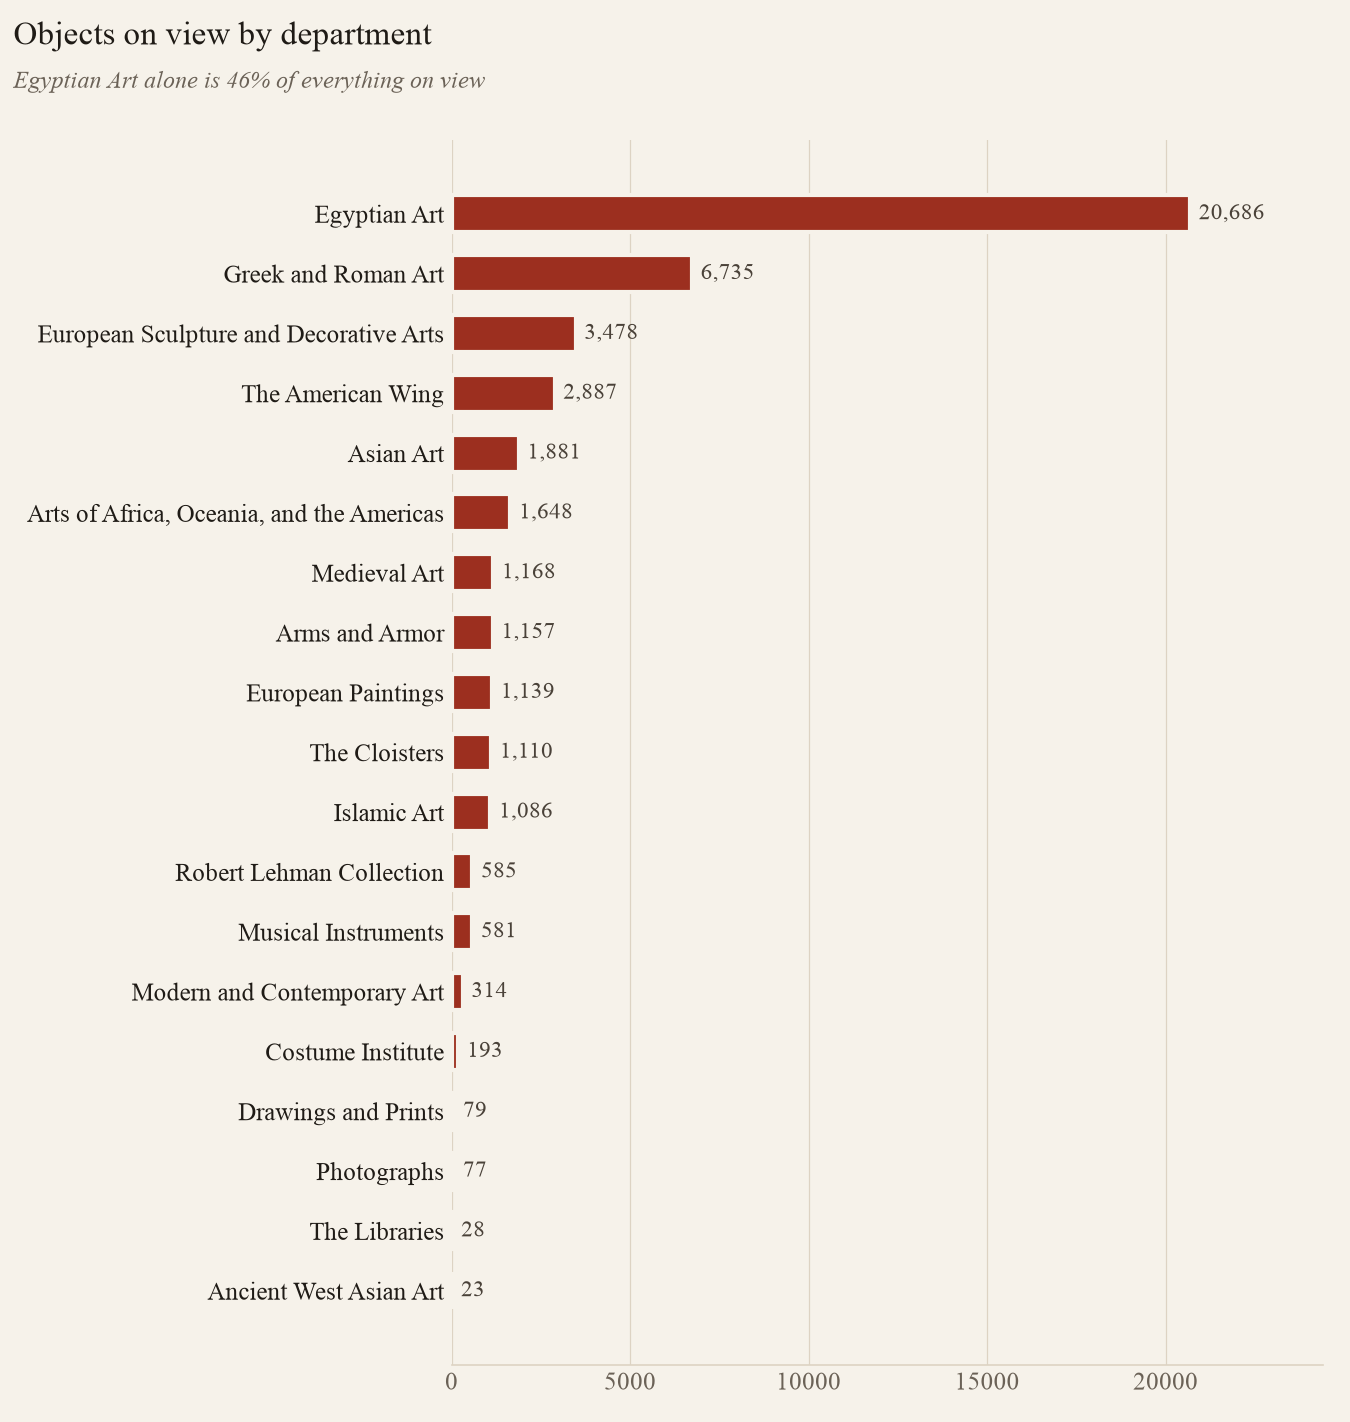 Objects on view by department
Egyptian Art alone is 46% of everything on view
Egyptian Art 20,686
Greek and Roman Art 6,735
European Sculpture and Decorative Arts 3,478
The American Wing 2,887
Asian Art 1,881
Arts of Africa, Oceania, and the Americas 1,648
Medieval Art 1,168
Arms and Armor 1,157
European Paintings 1,139
The Cloisters 1,110
Islamic Art 1,086
Robert Lehman Collection 585
Musical Instruments 581
Modern and Contemporary Art 314
Costume Institute 193
Drawings and Prints 79
Photographs 77
The Libraries 28
Ancient West Asian Art 23
0 5000 10000 15000 20000